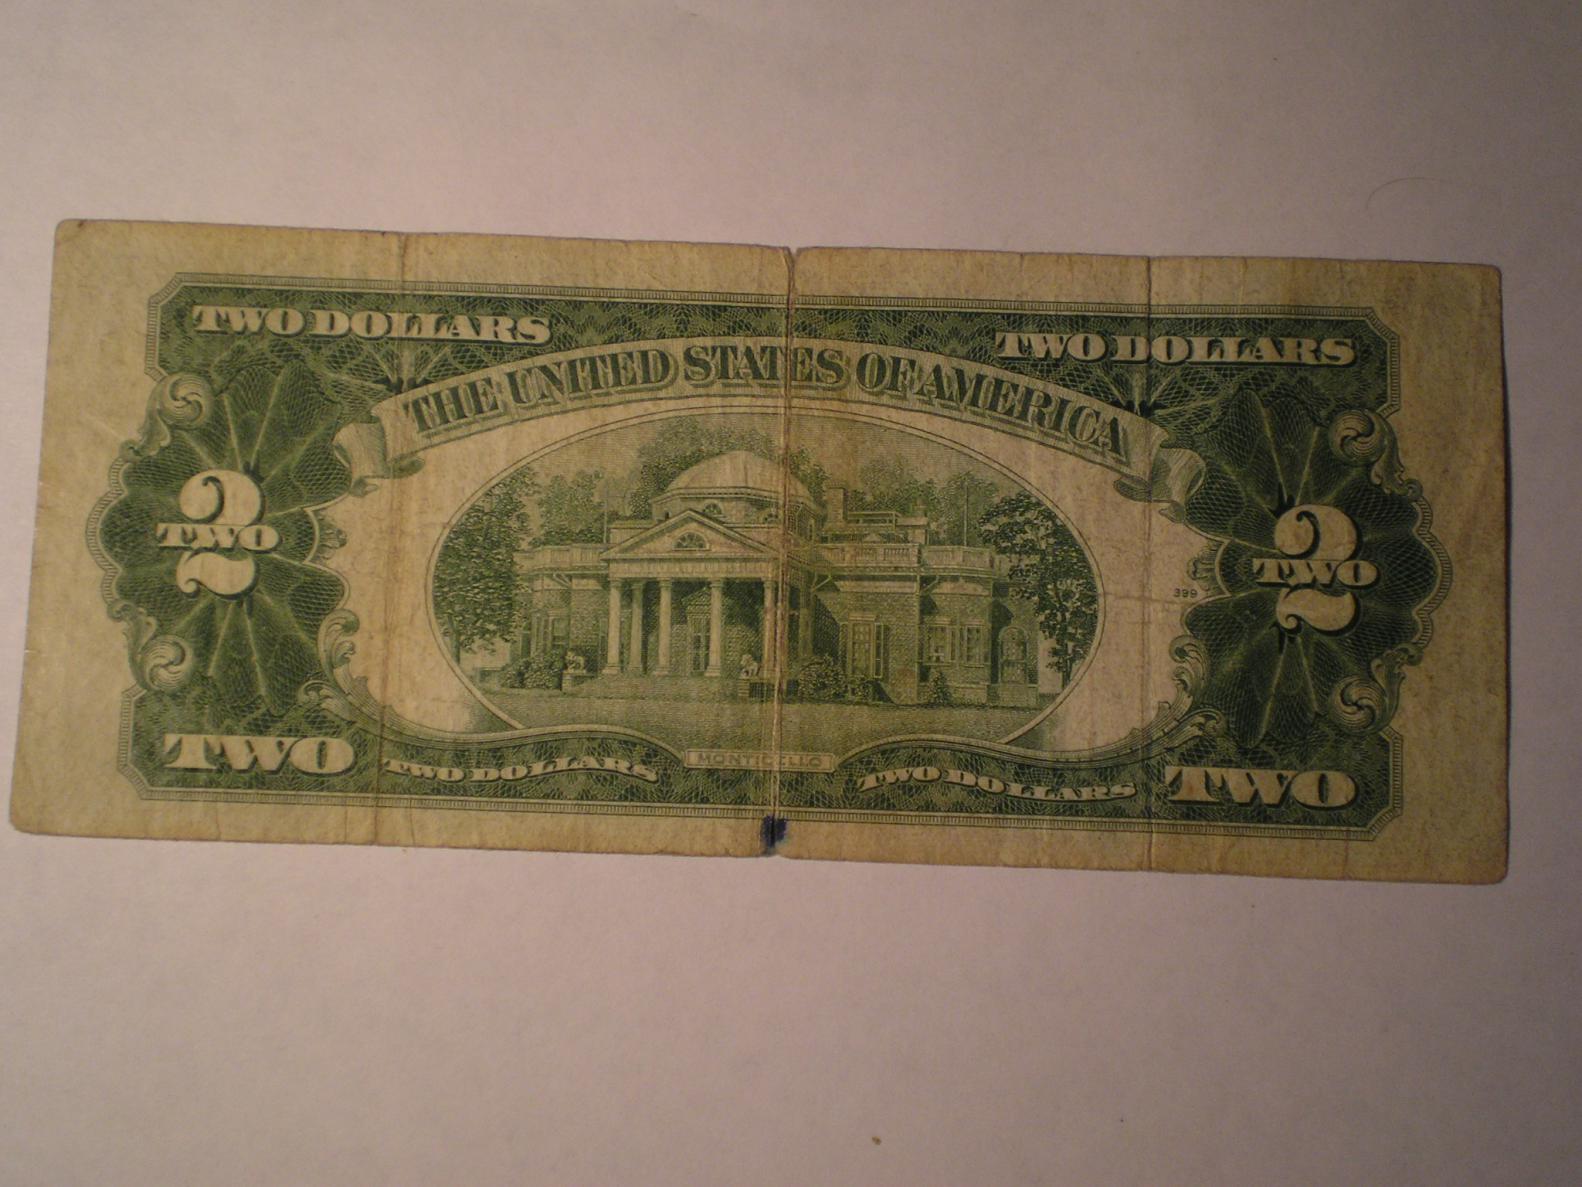 TWO DOLLARS TWO DOLLARS
THE UNITED STATES OF AMERICA
2 2
TWO TWO
399
TWO TWO DOLLARS MONTICELLO TWO DOLLARS TWO